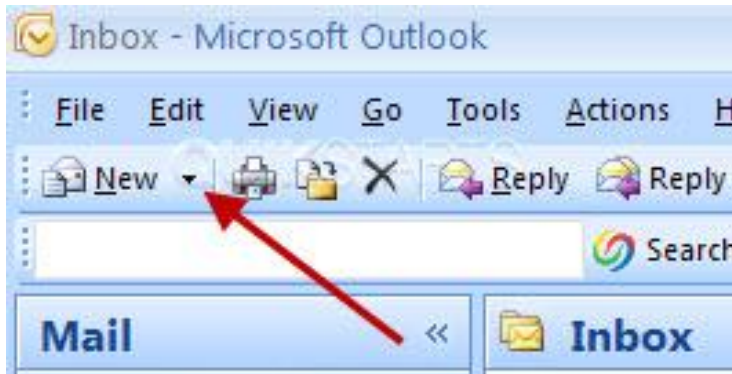 Inbox - Microsoft Outlook
File Edit View Go Tools Actions H
New Reply Reply
Search
Mail « Inbox